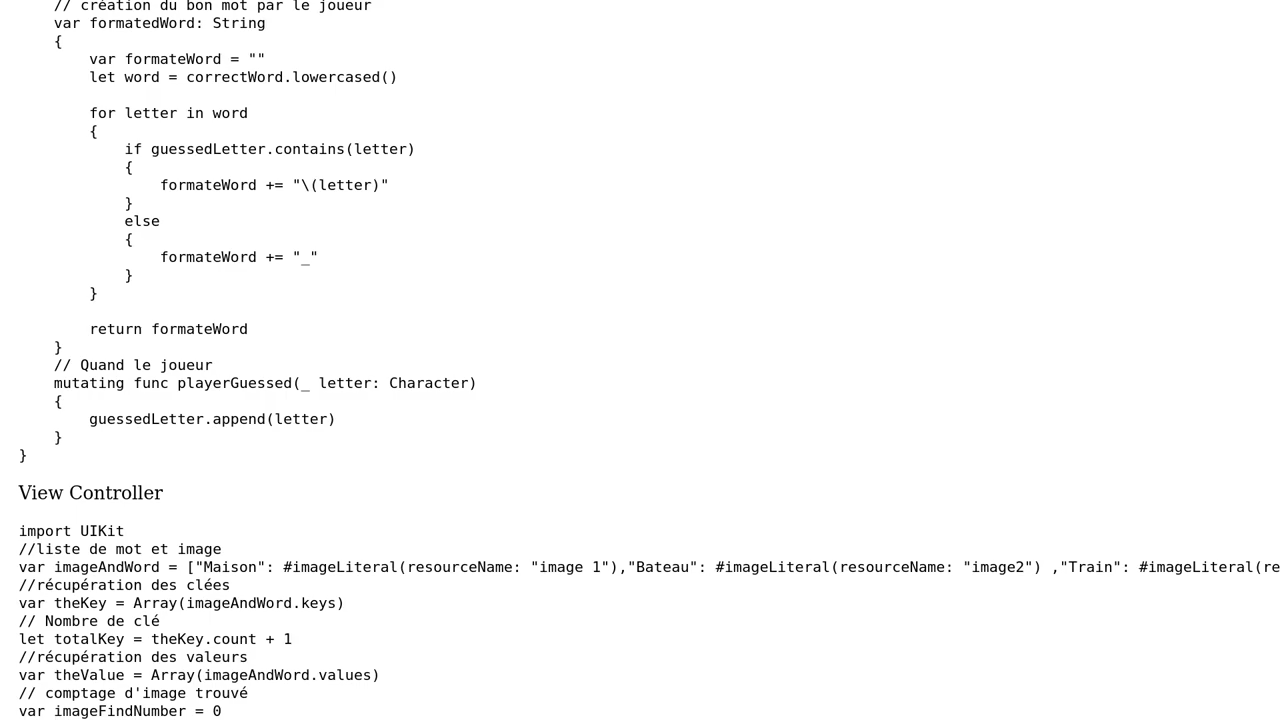 // création du bon mot par le joueur
var formatedWord: String
{
var formateWord = ""
let word = correctWord.lowercased()
for letter in word
{
if guessedLetter.contains(letter)
{
formateWord += "\(letter)"
}
else
{
formateWord += "_"
}
}
return formateWord
}
// Quand le joueur
mutating func playerGuessed(_ letter: Character)
{
guessedLetter.append(letter)
}
}
View Controller
import UIKit
//liste de mot et image
var imageAndWord = ["Maison": #imageLiteral(resourceName: "image 1"),"Bateau": #imageLiteral(resourceName: "image2") ,"Train": #imageLiteral(re
//récupération des clées
var theKey = Array(imageAndWord.keys)
// Nombre de clé
let totalKey = theKey.count + 1
//récupération des valeurs
var theValue = Array(imageAndWord.values)
// comptage d'image trouvé
var imageFindNumber = 0